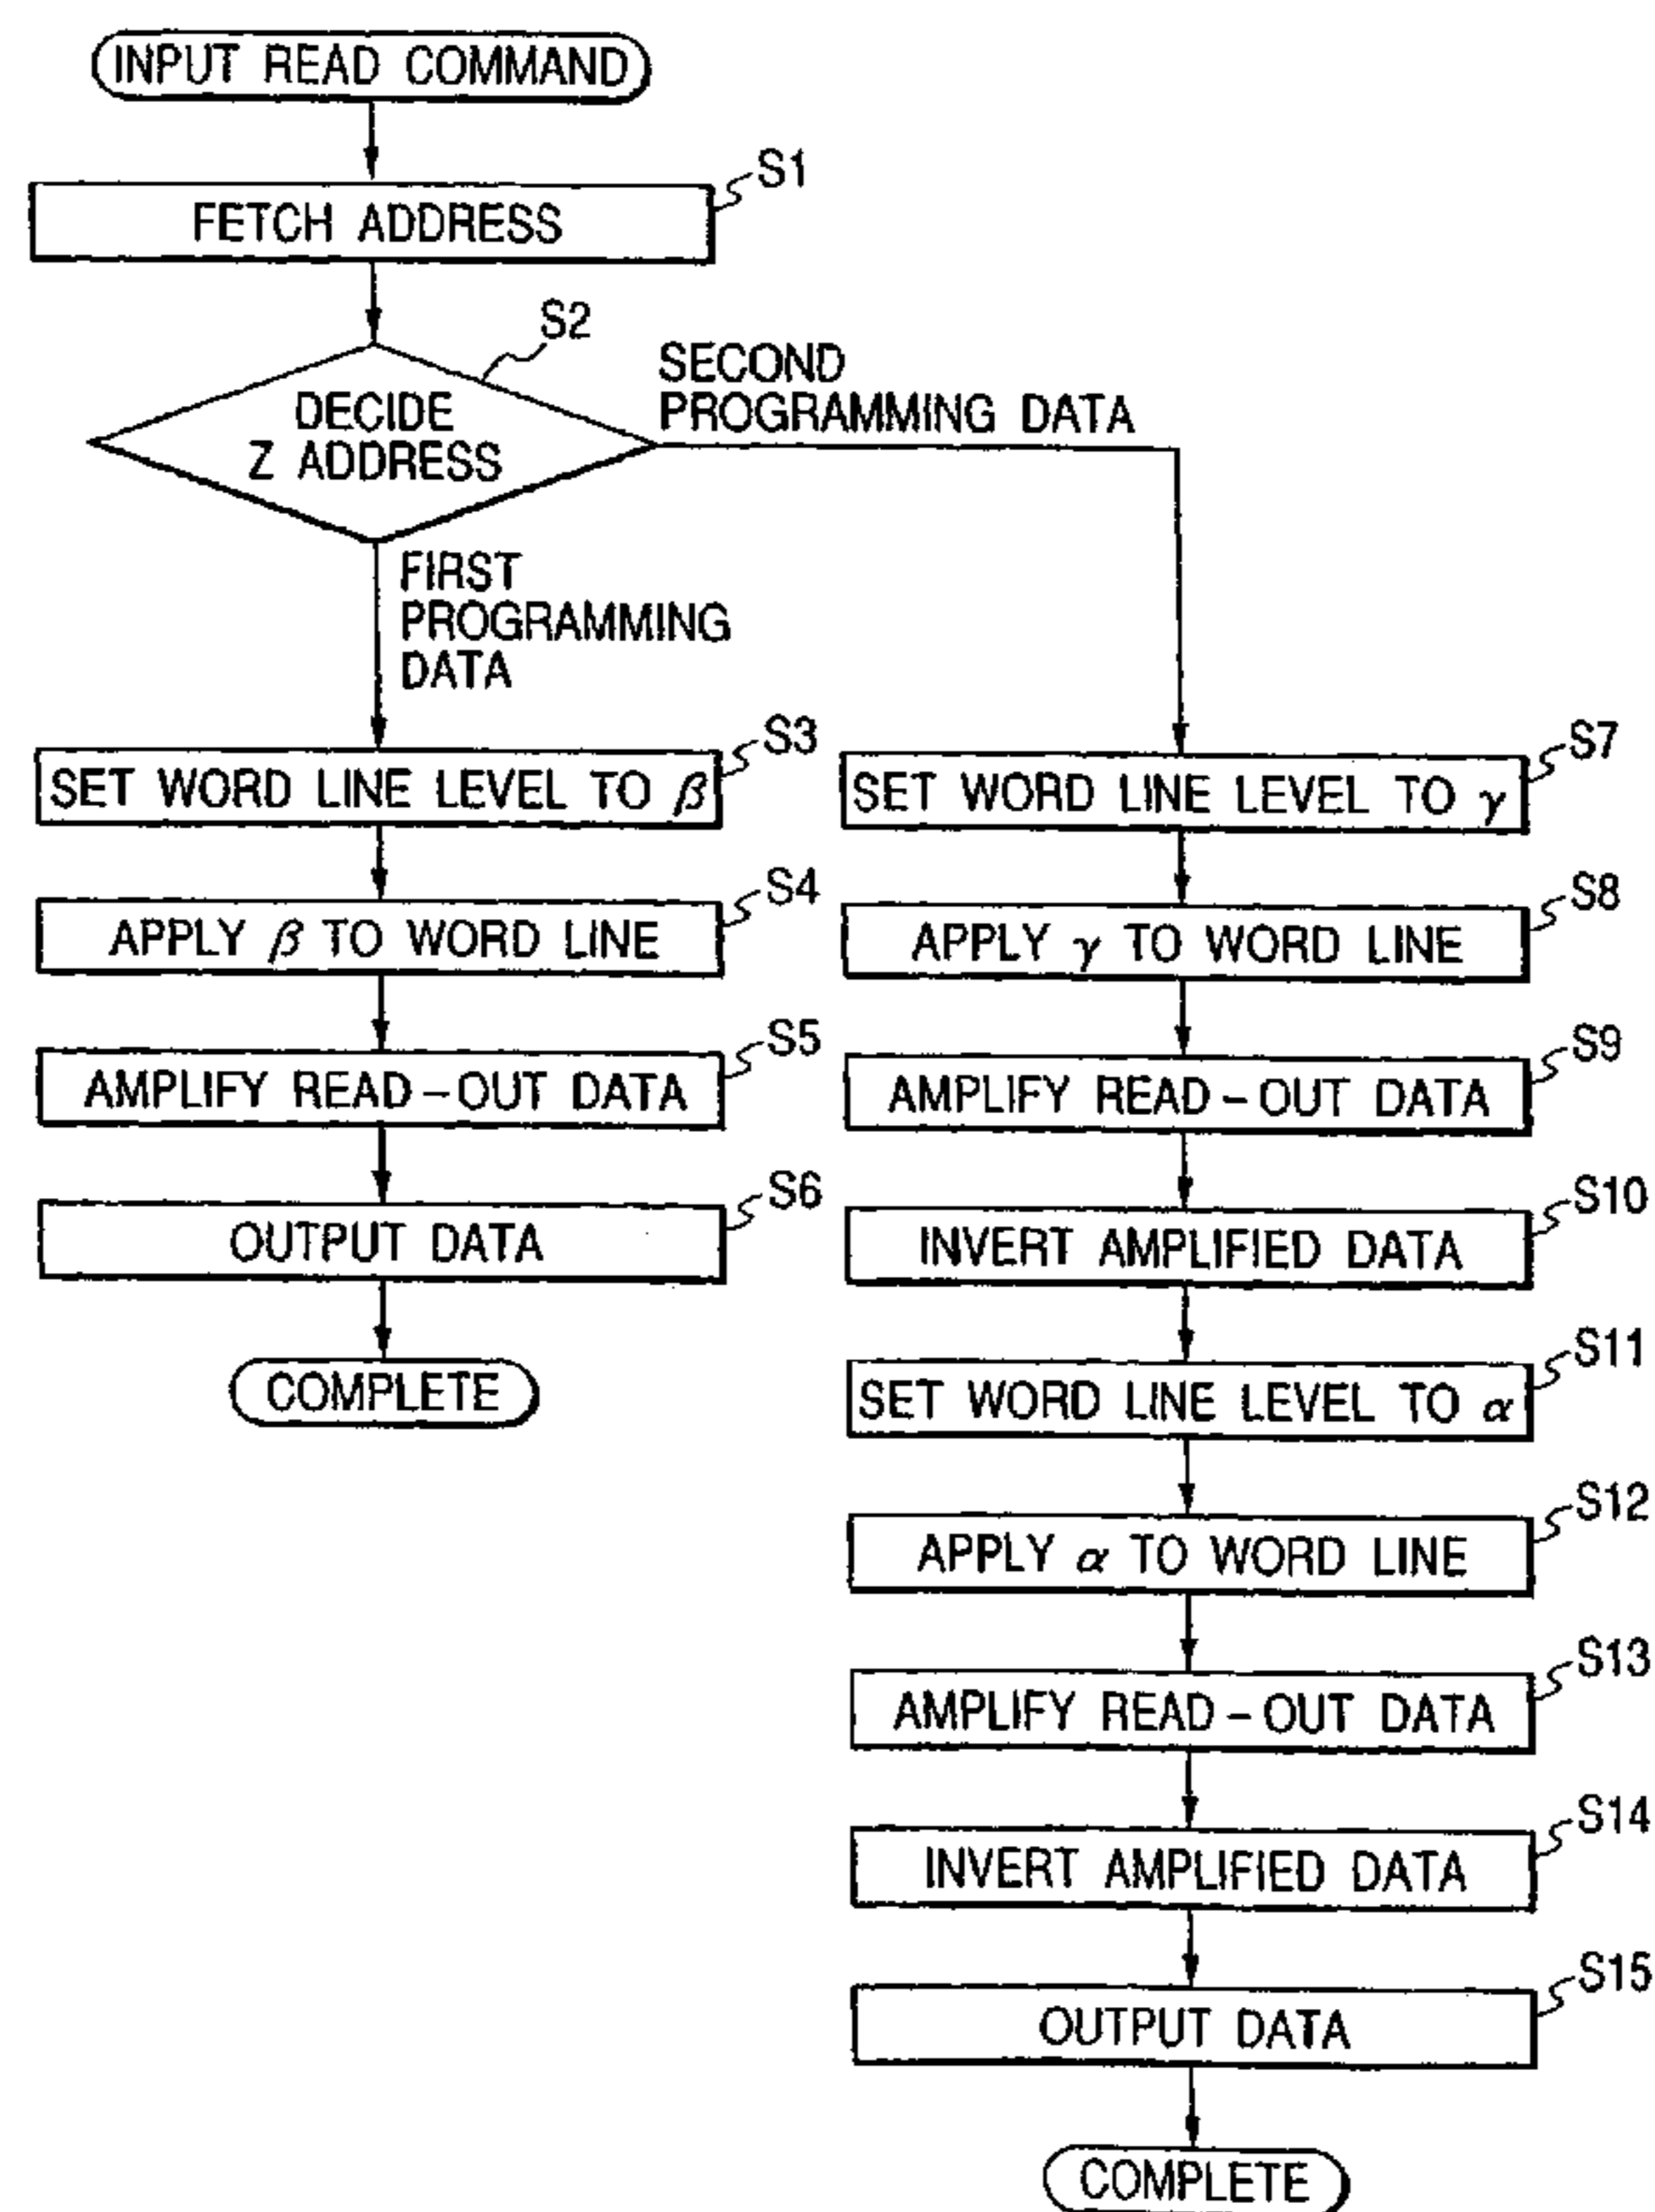 INPUT READ COMMAND
S1
FETCH ADDRESS
S2
DECIDE
Z ADDRESS
SECOND
PROGRAMMING DATA
FIRST
PROGRAMMING
DATA
S3
SET WORD LINE LEVEL TO β
S4
APPLY β TO WORD LINE
S5
AMPLIFY READ-OUT DATA
S6
OUTPUT DATA
COMPLETE
S7
SET WORD LINE LEVEL TO γ
S8
APPLY γ TO WORD LINE
S9
AMPLIFY READ-OUT DATA
S10
INVERT AMPLIFIED DATA
S11
SET WORD LINE LEVEL TO α
S12
APPLY α TO WORD LINE
S13
AMPLIFY READ-OUT DATA
S14
INVERT AMPLIFIED DATA
S15
OUTPUT DATA
COMPLETE